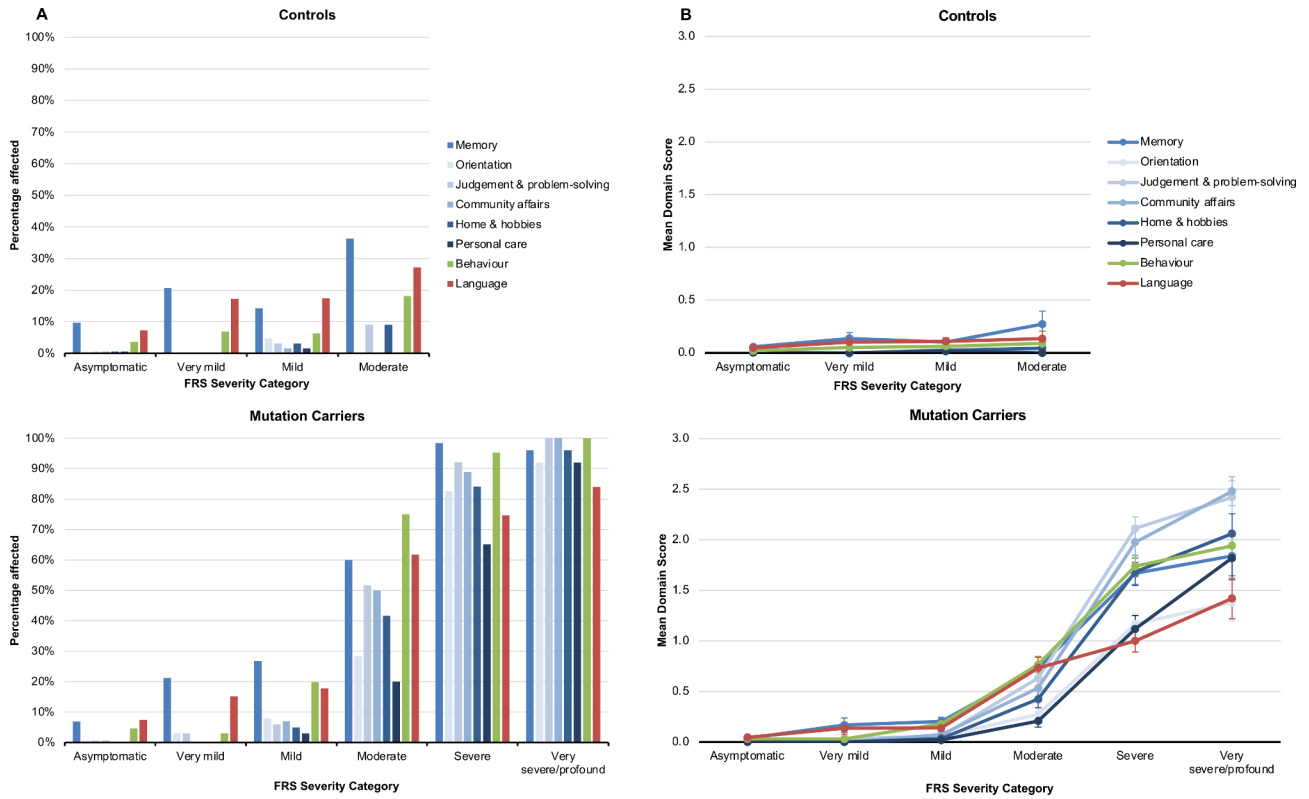 A
Controls
100%
90%
80%
70%
60%
50%
40%
30%
20%
10%
0%
Percentage affected
Asymptomatic
Very mild
Mild
Moderate
FRS Severity Category
Memory
Orientation
Judgement & problem-solving
Community affairs
Home & hobbies
Personal care
Behaviour
Language
B
Controls
3.0
2.5
2.0
1.5
1.0
0.5
0.0
Mean Domain Score
Asymptomatic
Very mild
Mild
Moderate
FRS Severity Category
Memory
Orientation
Judgement & problem-solving
Community affairs
Home & hobbies
Personal care
Behaviour
Language
Mutation Carriers
100%
90%
80%
70%
60%
50%
40%
30%
20%
10%
0%
Percentage affected
Asymptomatic
Very mild
Mild
Moderate
Severe
Very
severe/profound
FRS Severity Category
Mutation Carriers
3.0
2.5
2.0
1.5
1.0
0.5
0.0
Mean Domain Score
Asymptomatic
Very mild
Mild
Moderate
Severe
Very
severe/profound
FRS Severity Category